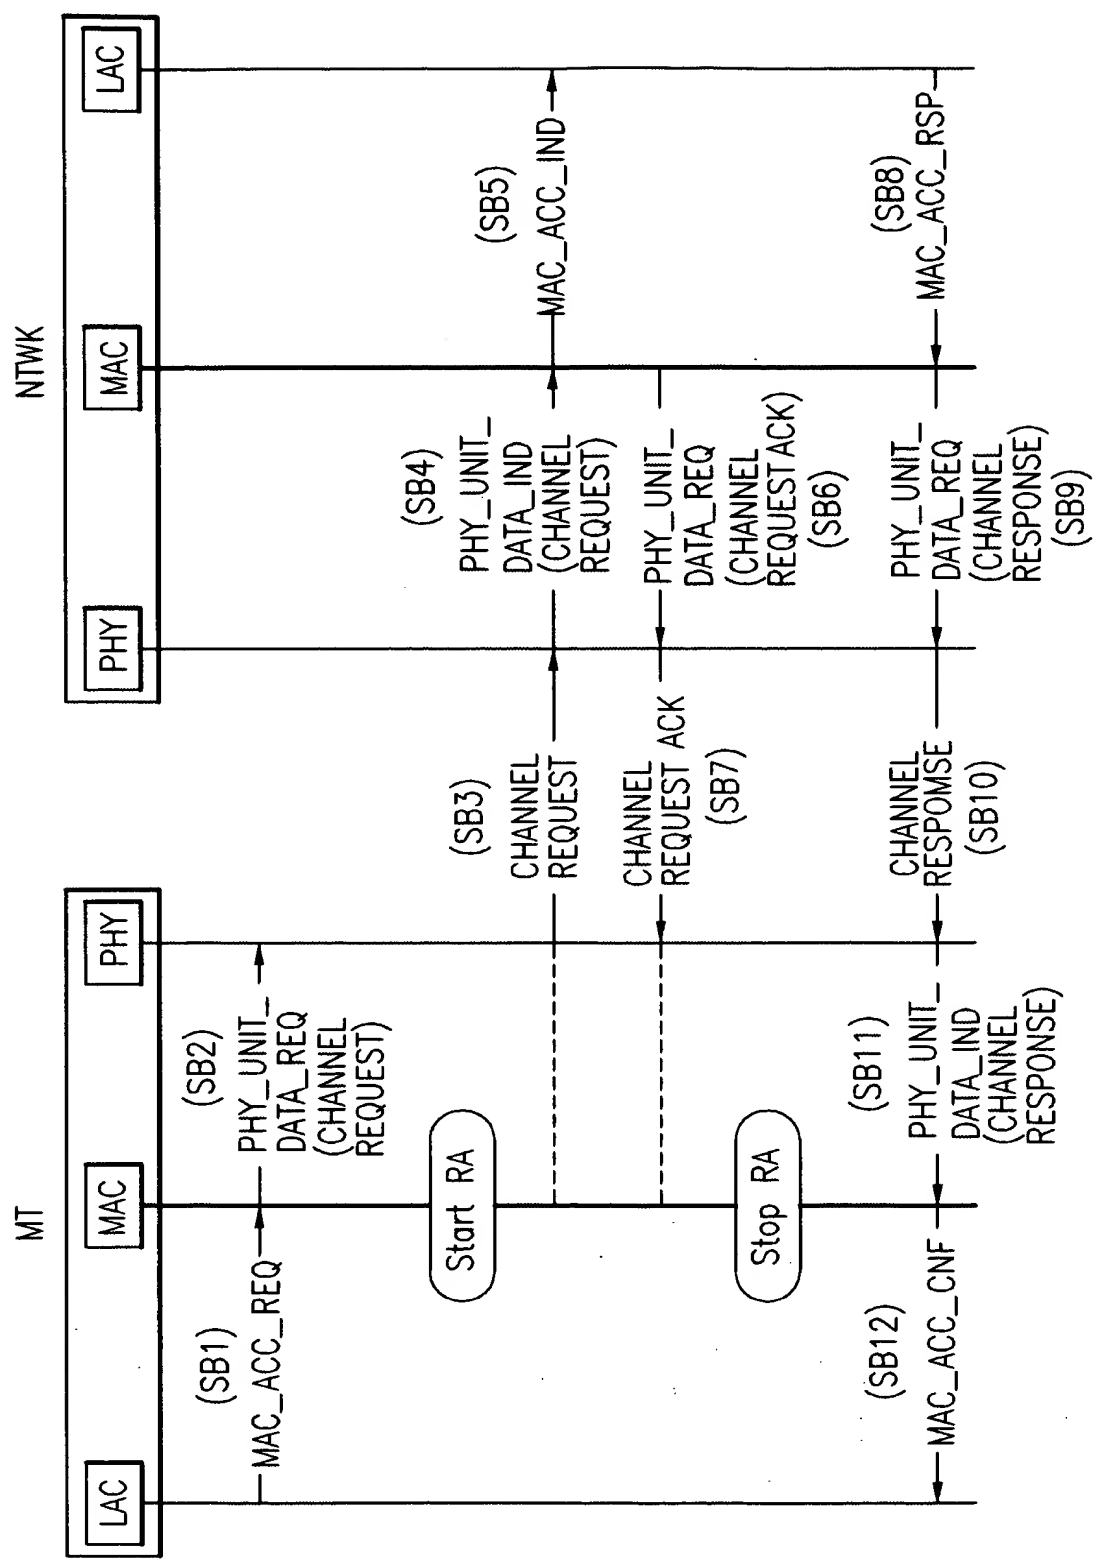 MT
NTWK
LAC
MAC
PHY
PHY
MAC
LAC
(SB1)
MAC_ACC_REQ
(SB2)
PHY_UNIT_
DATA_REQ
(CHANNEL
REQUEST)
Start RA
(SB3)
CHANNEL
REQUEST
(SB4)
PHY_UNIT_
DATA_IND
(CHANNEL
REQUEST)
(SB5)
MAC_ACC_IND
PHY_UNIT_
DATA_REQ
(CHANNEL
REQUEST ACK)
(SB6)
CHANNEL
REQUEST ACK
(SB7)
Stop RA
(SB8)
MAC_ACC_RSP
PHY_UNIT_
DATA_REQ
(CHANNEL
RESPONSE)
(SB9)
CHANNEL
RESPOMSE
(SB10)
(SB11)
PHY_UNIT_
DATA_IND
(CHANNEL
RESPONSE)
(SB12)
MAC_ACC_CNF